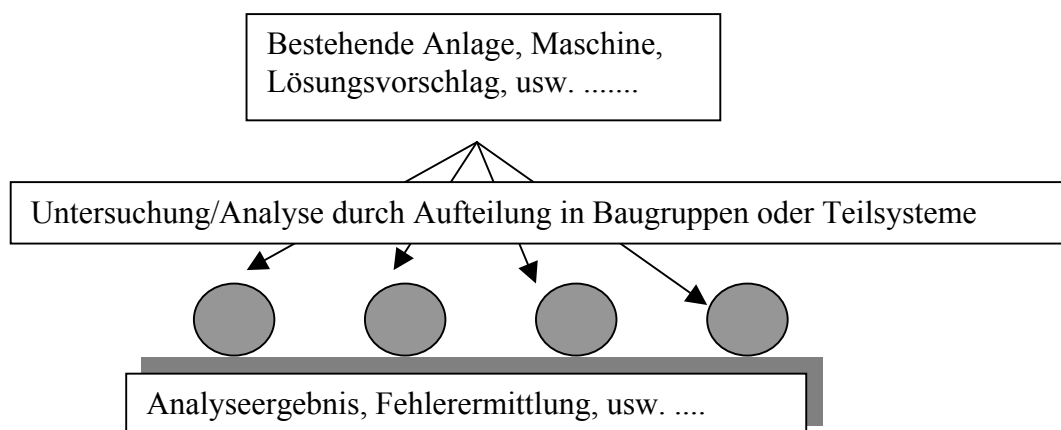 Bestehende Anlage, Maschine,
Lösungsvorschlag, usw. .......
Untersuchung/Analyse durch Aufteilung in Baugruppen oder Teilsysteme
Analyseergebnis, Fehlerermittlung, usw. ....